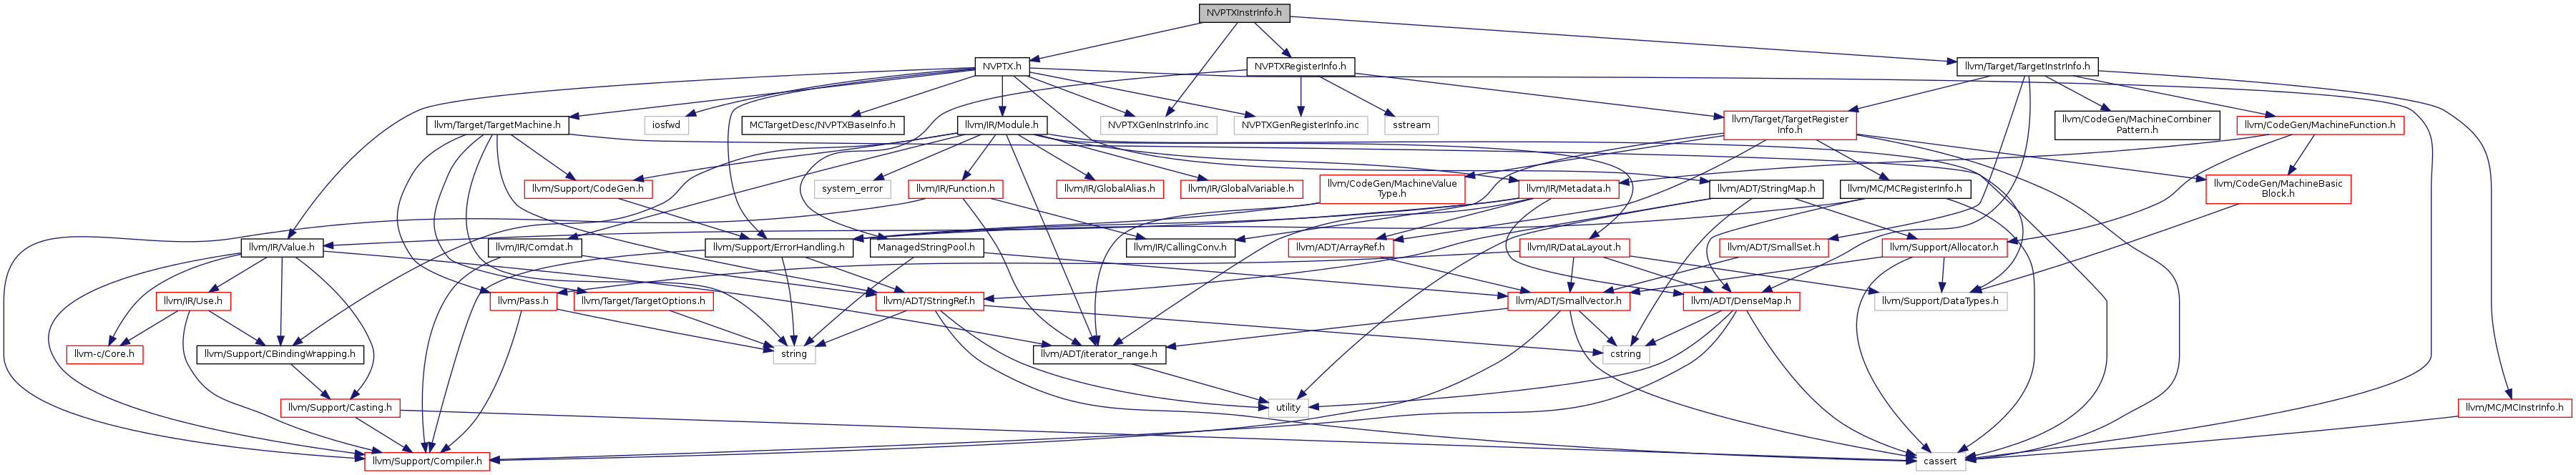 NVPTXInstrInfo.h
NVPTX.h
NVPTXRegisterInfo.h
llvm/Target/TargetInstrInfo.h
llvm/Target/TargetMachine.h
iosfwd
MCTargetDesc/NVPTXBaseInfo.h
llvm/IR/Module.h
NVPTXGenInstrInfo.inc
NVPTXGenRegisterInfo.inc
sstream
llvm/Target/TargetRegister
Info.h
llvm/CodeGen/MachineCombiner
Pattern.h
llvm/CodeGen/MachineFunction.h
llvm/Support/CodeGen.h
system_error
llvm/IR/Function.h
llvm/IR/GlobalAlias.h
llvm/IR/GlobalVariable.h
llvm/CodeGen/MachineValue
Type.h
llvm/IR/Metadata.h
llvm/ADT/StringMap.h
llvm/MC/MCRegisterInfo.h
llvm/CodeGen/MachineBasic
Block.h
llvm/IR/Value.h
llvm/IR/Comdat.h
llvm/Support/ErrorHandling.h
ManagedStringPool.h
llvm/IR/CallingConv.h
llvm/ADT/ArrayRef.h
llvm/IR/DataLayout.h
llvm/ADT/SmallSet.h
llvm/Support/Allocator.h
llvm/IR/Use.h
llvm/Pass.h
llvm/Target/TargetOptions.h
llvm/ADT/StringRef.h
llvm/ADT/SmallVector.h
llvm/ADT/DenseMap.h
llvm/Support/DataTypes.h
llvm-c/Core.h
llvm/Support/CBindingWrapping.h
string
llvm/ADT/iterator_range.h
cstring
llvm/Support/Casting.h
utility
llvm/MC/MCInstrInfo.h
llvm/Support/Compiler.h
cassert